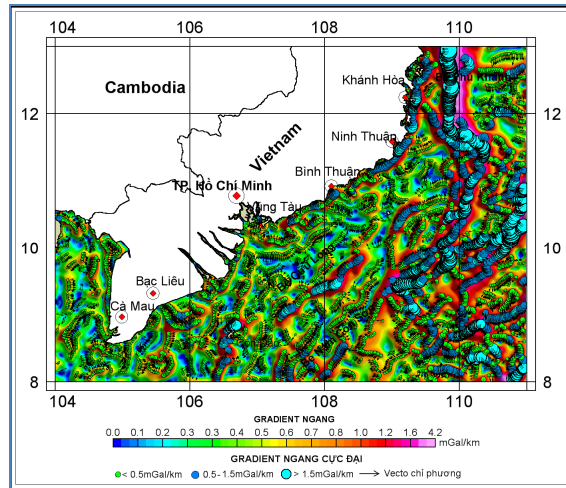 104 106 108 110
12 12
10 10
8 8
104 106 108 110
Cambodia
Vietnam
Khánh Hòa
Ninh Thuận
Bình Thuận
TP. Hồ Chí Minh
Bạc Liêu
Cà Mau
GRADIENT NGANG
0.0 0.1 0.2 0.2 0.3 0.3 0.4 0.5 0.6 0.7 0.8 1.0 1.2 1.6 4.2
mGal/km
GRADIENT NGANG CỰC ĐẠI
< 0.5mGal/km 0.5 - 1.5mGal/km > 1.5mGal/km Vecto chỉ phương